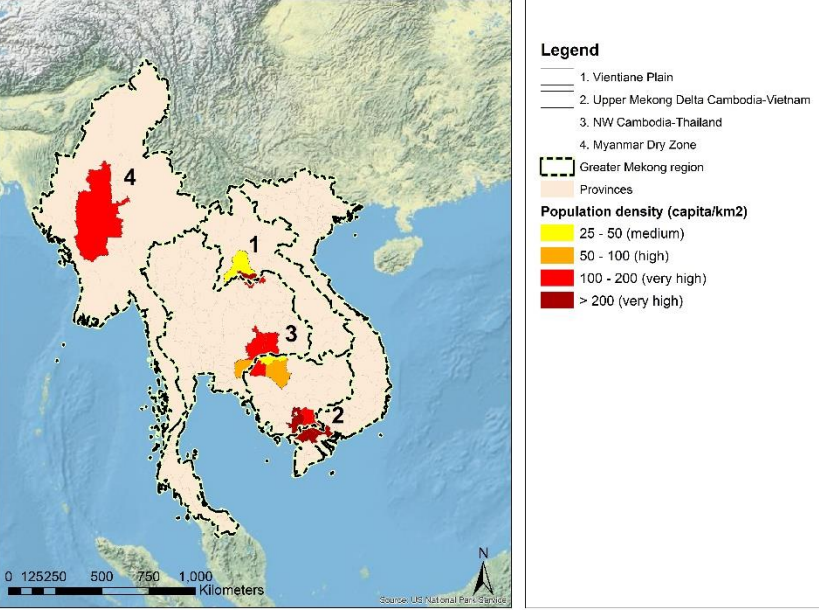 4
1
3
2
N
0 125250 500 750 1,000
Kilometers
Source: US National Park Service
Legend
1. Vientiane Plain
2. Upper Mekong Delta Cambodia-Vietnam
3. NW Cambodia-Thailand
4. Myanmar Dry Zone
Greater Mekong region
Provinces
Population density (capita/km2)
25 - 50 (medium)
50 - 100 (high)
100 - 200 (very high)
> 200 (very high)